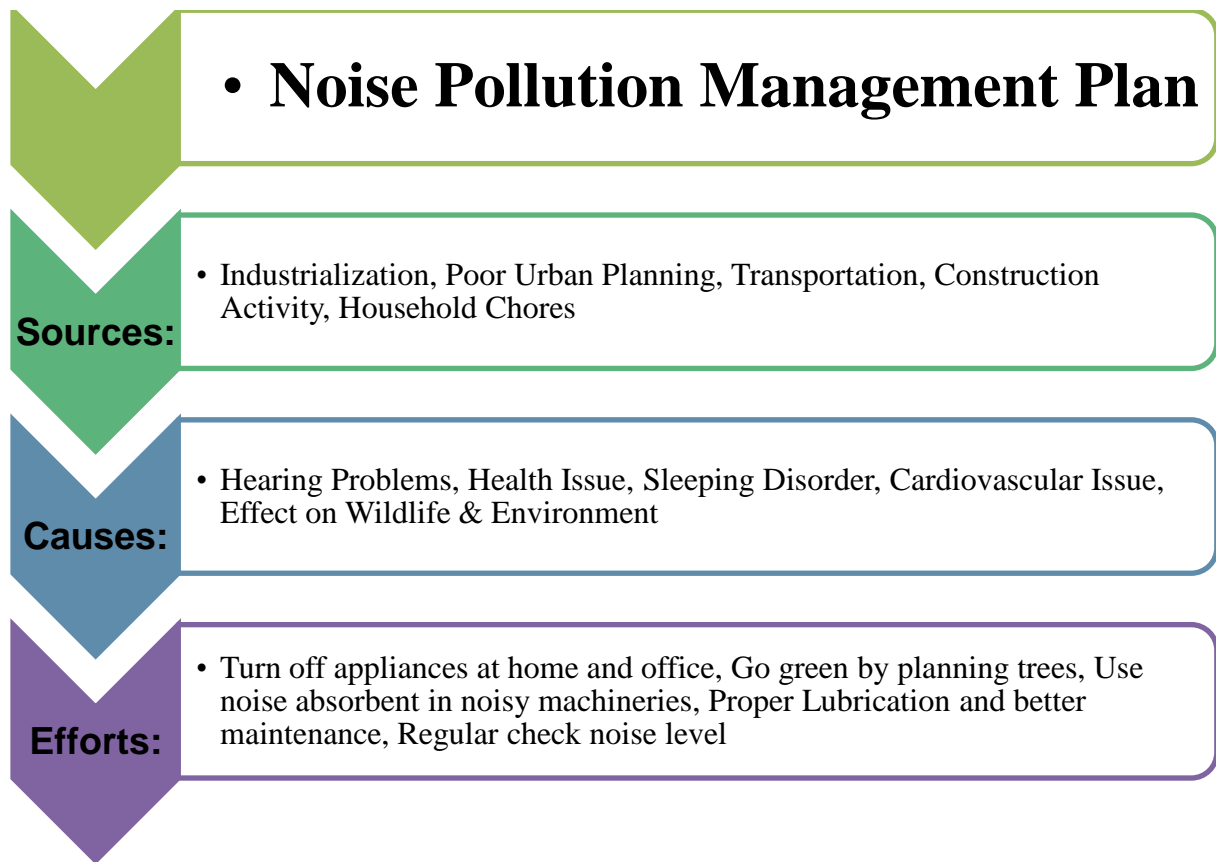 • Noise Pollution Management Plan
Sources:
• Industrialization, Poor Urban Planning, Transportation, Construction
Activity, Household Chores
Causes:
• Hearing Problems, Health Issue, Sleeping Disorder, Cardiovascular Issue,
Effect on Wildlife & Environment
Efforts:
• Turn off appliances at home and office, Go green by planning trees, Use
noise absorbent in noisy machineries, Proper Lubrication and better
maintenance, Regular check noise level